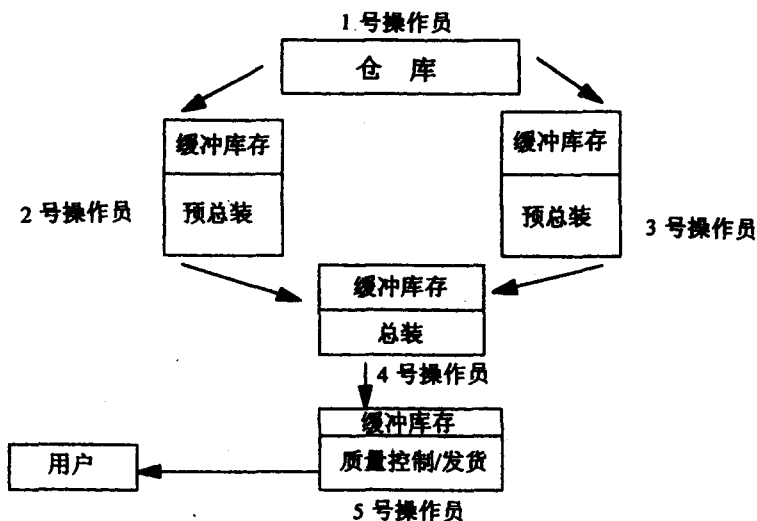 1.号操作员
仓 库
缓冲库存
预总装
2 号操作员
缓冲库存
预总装
3 号操作员
缓冲库存
总装
4 号操作员
缓冲库存
质量控制/发货
5 号操作员
用户